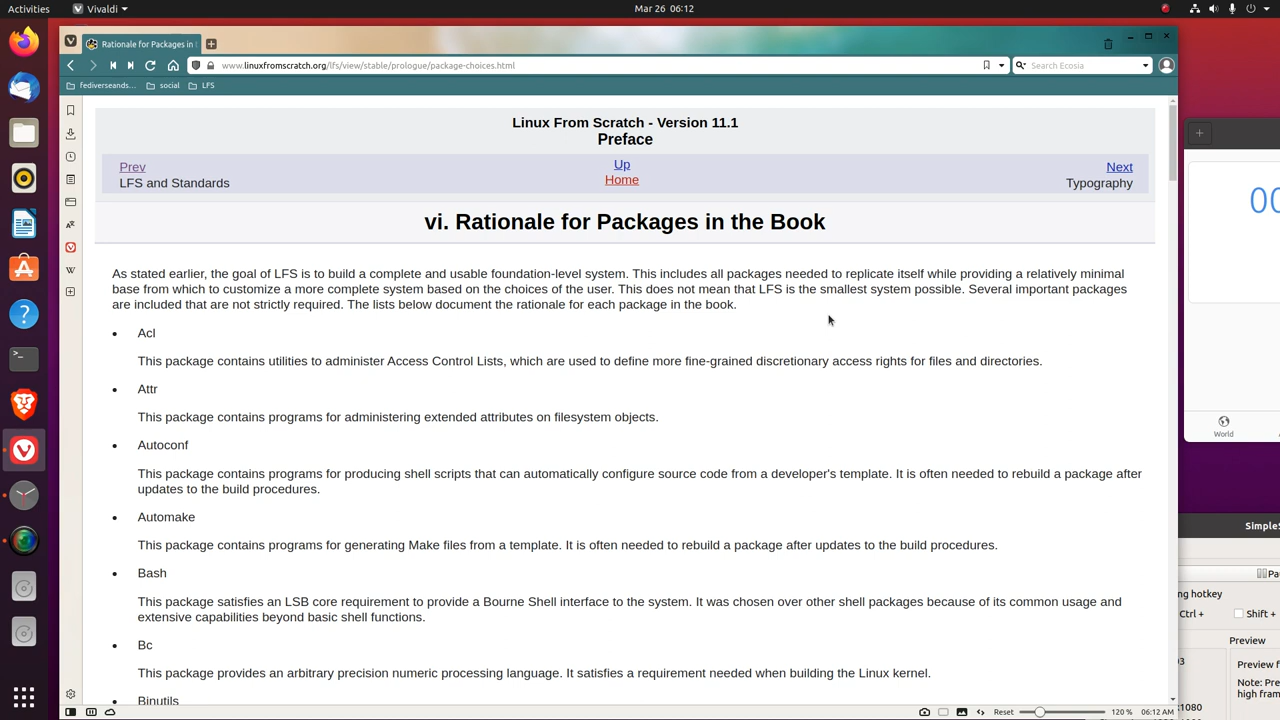 Activities
Vivaldi
Mar 26 06:12
Rationale for Packages in
www.linuxfromscratch.org/lfs/view/stable/prologue/package-choices.html
Search Ecosia
fediverseands...
social
LFS
Linux From Scratch - Version 11.1
Preface
Prev
Up
Next
LFS and Standards
Home
Typography
vi. Rationale for Packages in the Book
As stated earlier, the goal of LFS is to build a complete and usable foundation-level system. This includes all packages needed to replicate itself while providing a relatively minimal
base from which to customize a more complete system based on the choices of the user. This does not mean that LFS is the smallest system possible. Several important packages
are included that are not strictly required. The lists below document the rationale for each package in the book.
• Acl
This package contains utilities to administer Access Control Lists, which are used to define more fine-grained discretionary access rights for files and directories.
• Attr
This package contains programs for administering extended attributes on filesystem objects.
• Autoconf
This package contains programs for producing shell scripts that can automatically configure source code from a developer's template. It is often needed to rebuild a package after
updates to the build procedures.
• Automake
This package contains programs for generating Make files from a template. It is often needed to rebuild a package after updates to the build procedures.
• Bash
This package satisfies an LSB core requirement to provide a Bourne Shell interface to the system. It was chosen over other shell packages because of its common usage and
extensive capabilities beyond basic shell functions.
• Bc
This package provides an arbitrary precision numeric processing language. It satisfies a requirement needed when building the Linux kernel.
• Binutils
Reset
120 %
06:12 AM
00
World
SimpleS
Pa
ng hotkey
Ctrl +
Shift +
Preview
03
Preview f
Note: Pre
high fram
1080